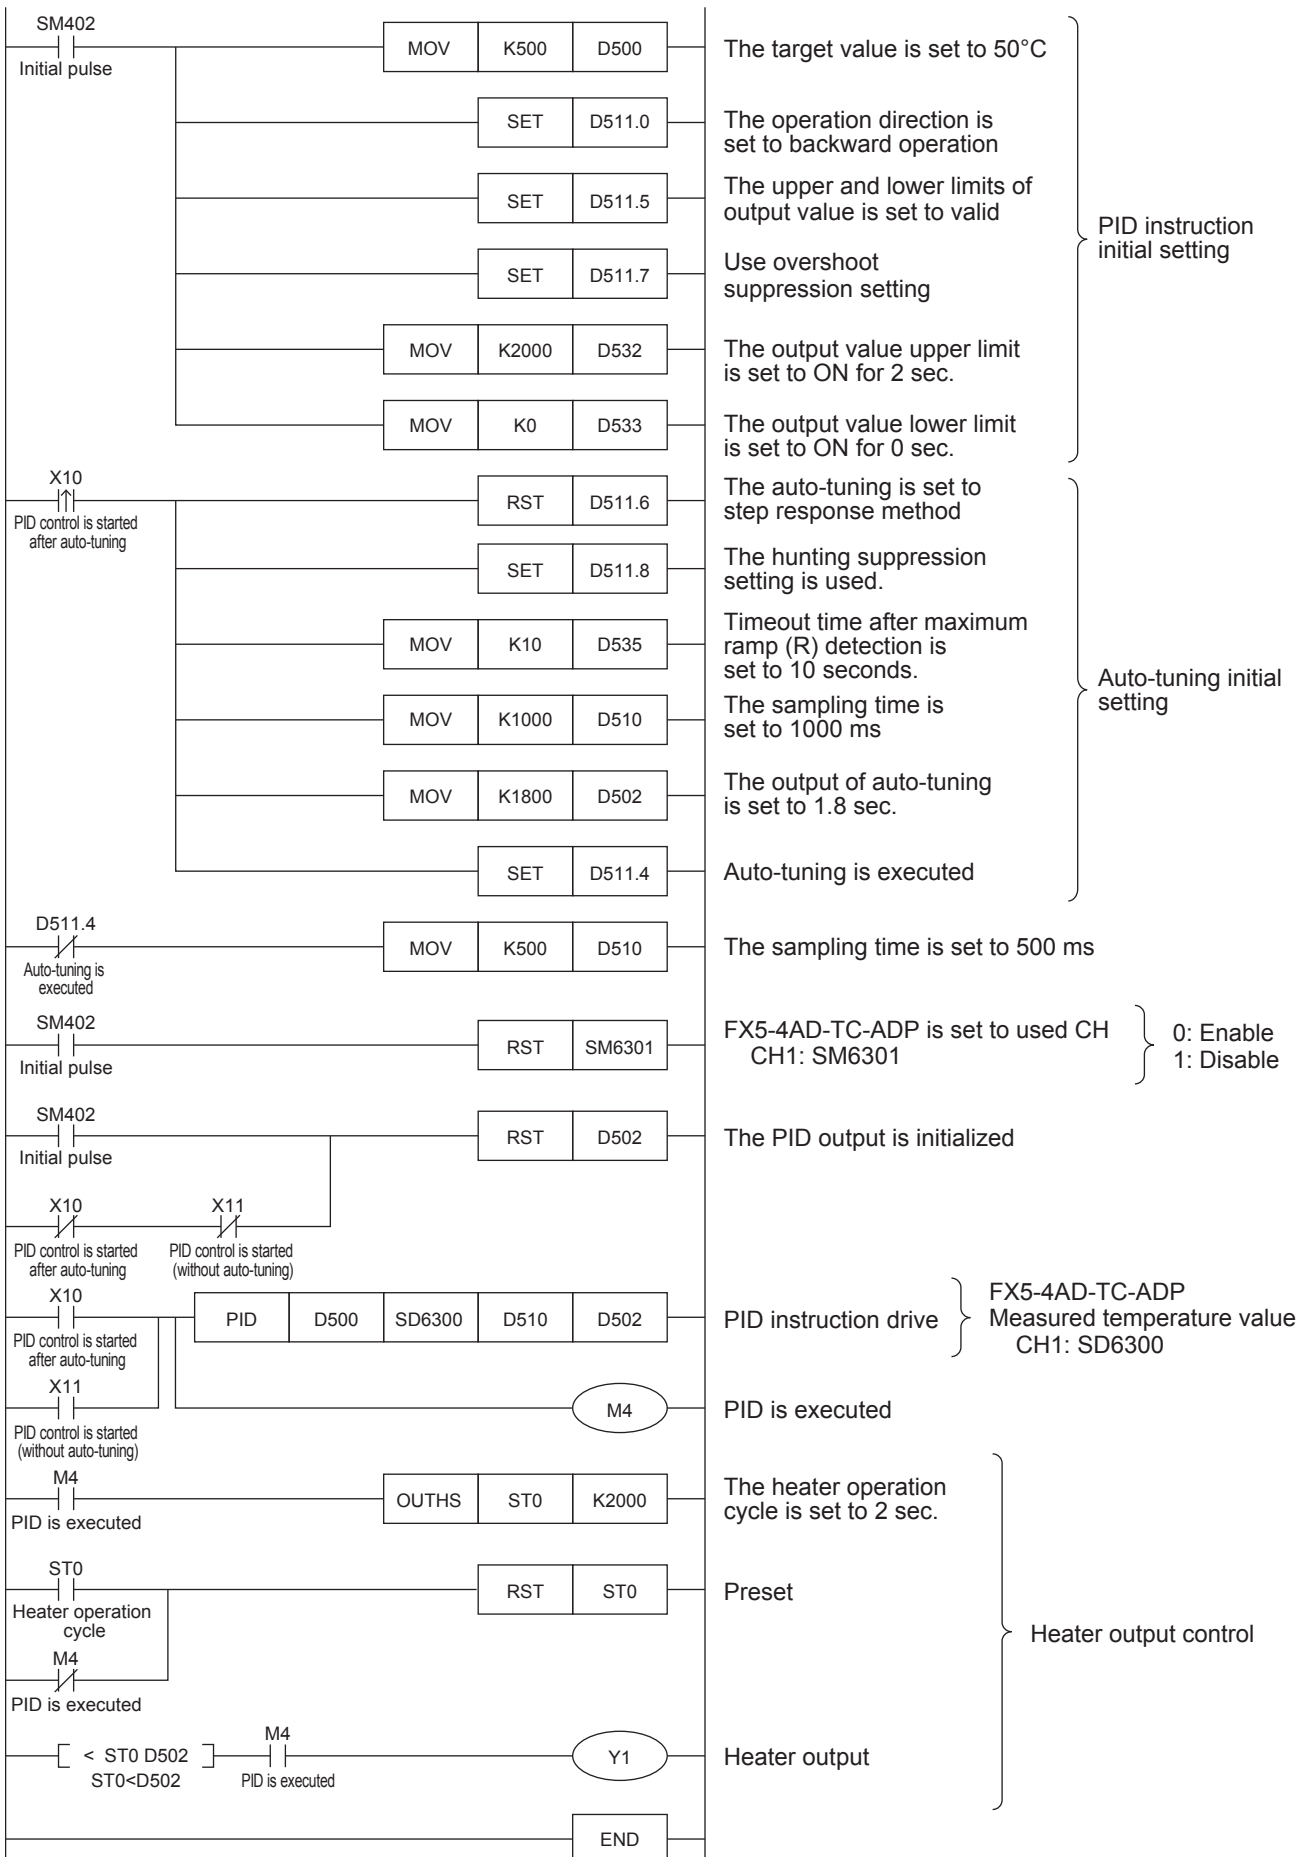 SM402
Initial pulse
MOV K500 D500
The target value is set to 50°C
SET D511.0
The operation direction is
set to backward operation
SET D511.5
The upper and lower limits of
output value is set to valid
SET D511.7
Use overshoot
suppression setting
MOV K2000 D532
The output value upper limit
is set to ON for 2 sec.
MOV K0 D533
The output value lower limit
is set to ON for 0 sec.
PID instruction
initial setting
X10
PID control is started
after auto-tuning
RST D511.6
The auto-tuning is set to
step response method
SET D511.8
The hunting suppression
setting is used.
MOV K10 D535
Timeout time after maximum
ramp (R) detection is
set to 10 seconds.
MOV K1000 D510
The sampling time is
set to 1000 ms
MOV K1800 D502
The output of auto-tuning
is set to 1.8 sec.
SET D511.4
Auto-tuning is executed
Auto-tuning initial
setting
D511.4
Auto-tuning is
executed
MOV K500 D510
The sampling time is set to 500 ms
SM402
Initial pulse
RST SM6301
FX5-4AD-TC-ADP is set to used CH
CH1: SM6301
0: Enable
1: Disable
SM402
Initial pulse
RST D502
The PID output is initialized
X10
PID control is started
after auto-tuning
X11
PID control is started
(without auto-tuning)
X10
PID control is started
after auto-tuning
PID D500 SD6300 D510 D502
PID instruction drive
FX5-4AD-TC-ADP
Measured temperature value
CH1: SD6300
X11
PID control is started
(without auto-tuning)
M4
PID is executed
M4
PID is executed
OUTHS ST0 K2000
The heater operation
cycle is set to 2 sec.
ST0
Heater operation
cycle
RST ST0
Preset
M4
PID is executed
Heater output control
< ST0 D502
ST0<D502
M4
PID is executed
Y1
Heater output
END